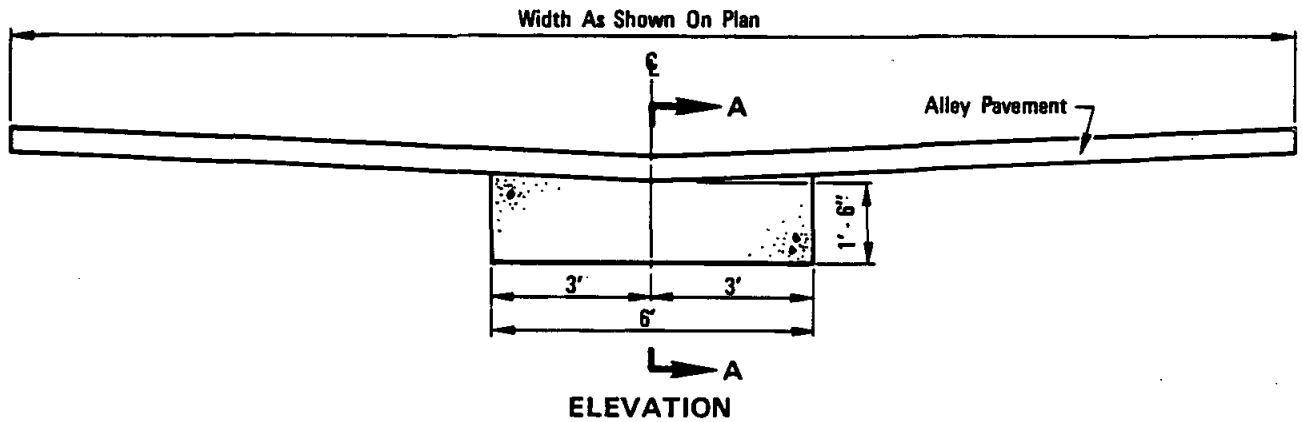 Width As Shown On Plan
℄
A
Alley Pavement
1' - 6"
3'
3'
6'
A
ELEVATION